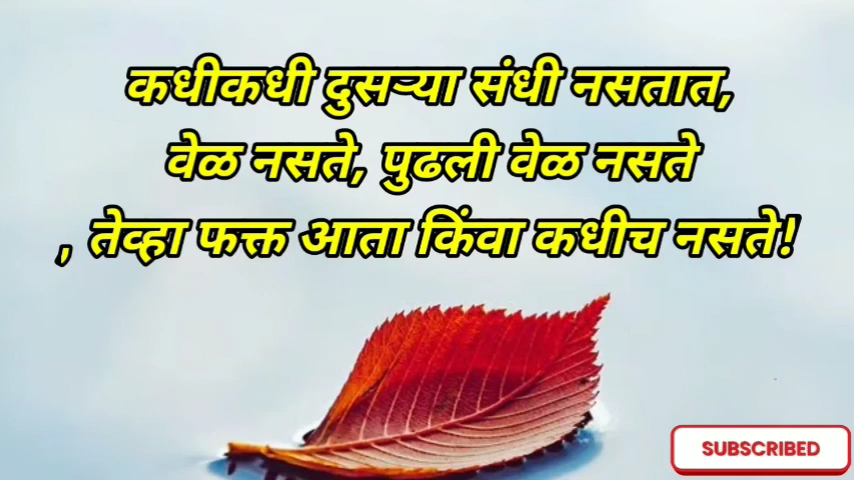 कधीकधी दुसऱ्या संधी नसतात,
वेळ नसते, पुढली वेळ नसते
, तेव्हा फक्त आता किंवा कधीच नसते!
SUBSCRIBED